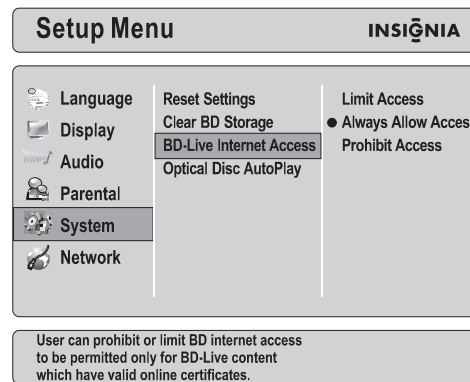 Setup Menu
INSIGNIA
Language
Display
Audio
Parental
System
Network
Reset Settings
Clear BD Storage
BD-Live Internet Access
Optical Disc AutoPlay
Limit Access
Always Allow Acces
Prohibit Access
User can prohibit or limit BD internet access
to be permitted only for BD-Live content
which have valid online certificates.